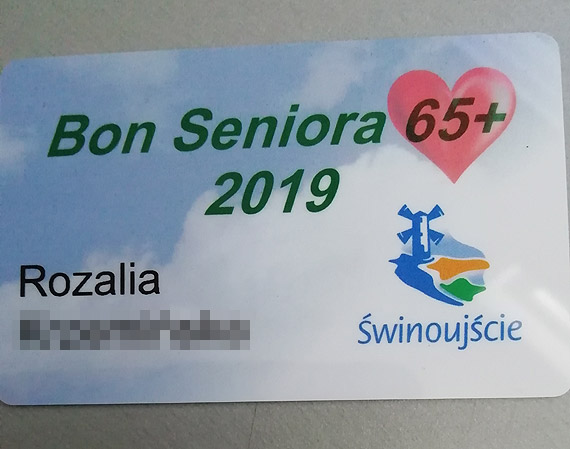 Bon Seniora 65+
2019
Rozalia
Świnoujście